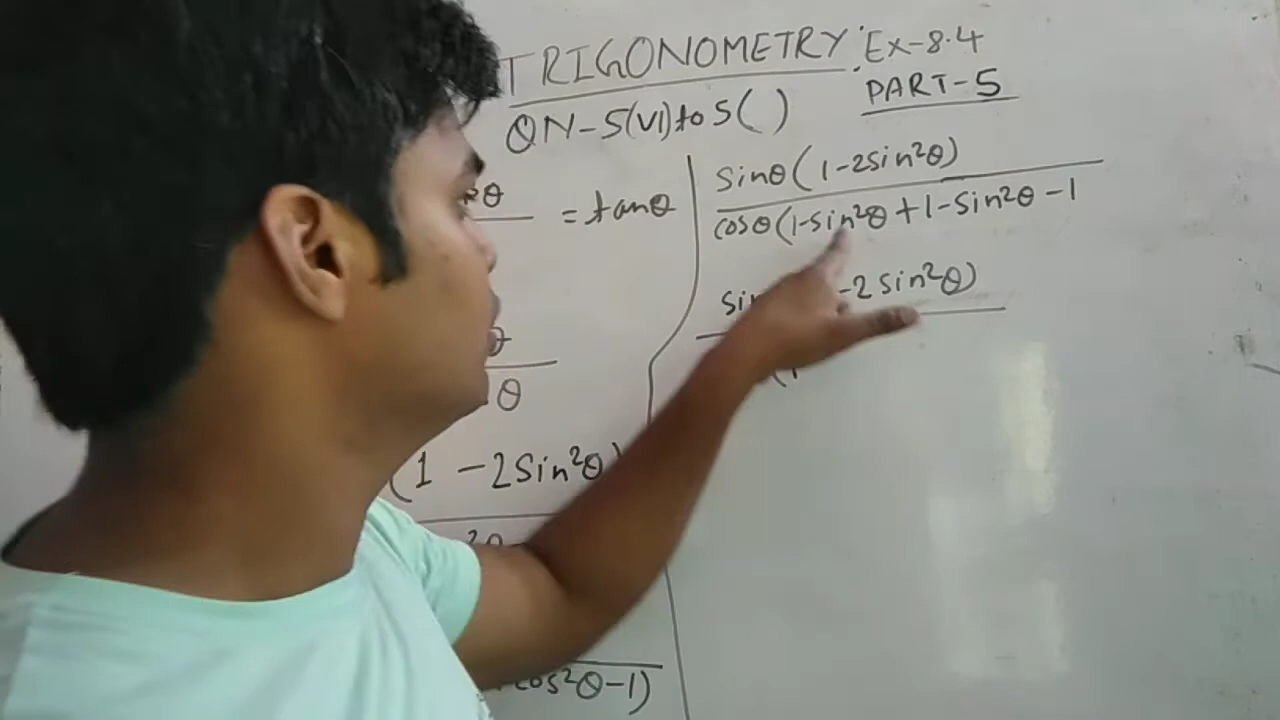 TRIGONOMETRY : Ex-8.4
PART-5
QN-5(VI) to 5( )
θ = tanθ
θ
(1 -2Sin²θ)
cos²θ-1)
sinθ(1-2sin²θ)
cosθ(1-sin²θ+1-sin²θ-1
sin -2sin²θ)
(1